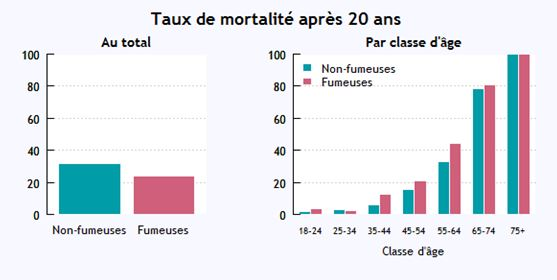 Taux de mortalité après 20 ans
Au total
100
80
60
40
20
0
Non-fumeuses Fumeuses
Par classe d'âge
Non-fumeuses
Fumeuses
100
80
60
40
20
0
18-24 25-34 35-44 45-54 55-64 65-74 75+
Classe d'âge